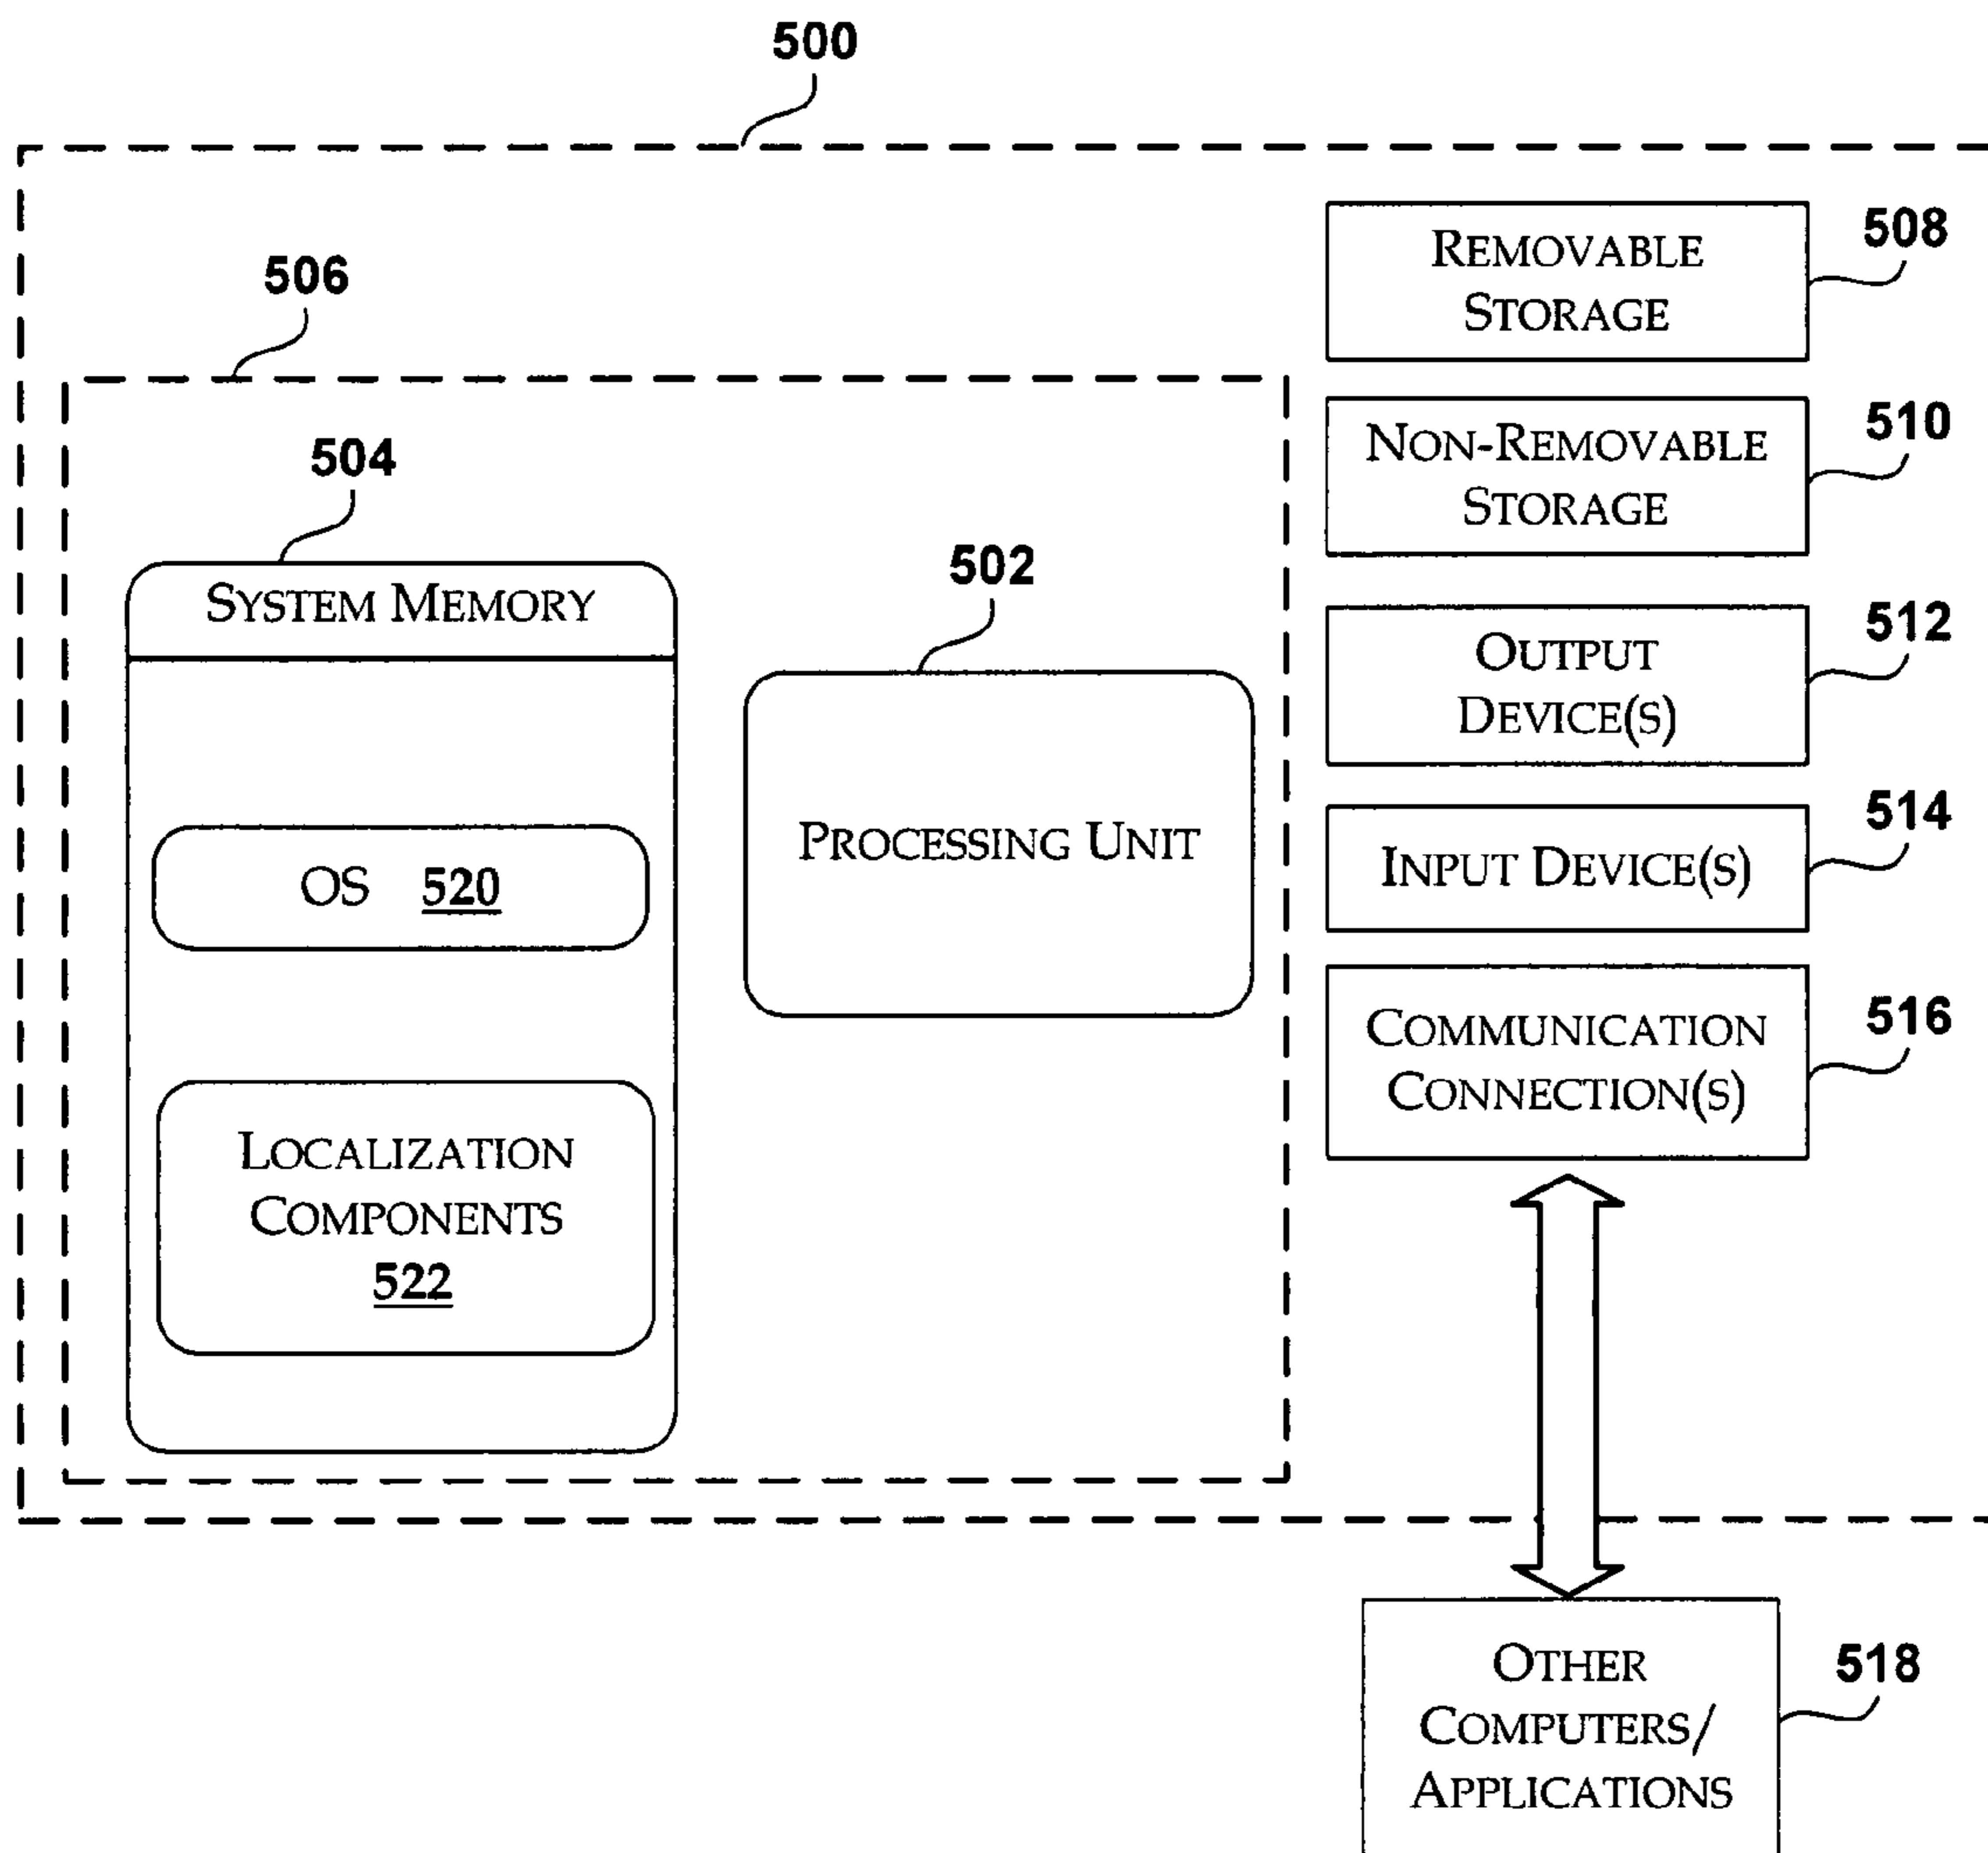 500
506
504
SYSTEM MEMORY
OS 520
LOCALIZATION
COMPONENTS
522
502
PROCESSING UNIT
REMOVABLE
STORAGE
508
NON-REMOVABLE
STORAGE
510
OUTPUT
DEVICE(S)
512
INPUT DEVICE(S)
514
COMMUNICATION
CONNECTION(S)
516
OTHER
COMPUTERS/
APPLICATIONS
518